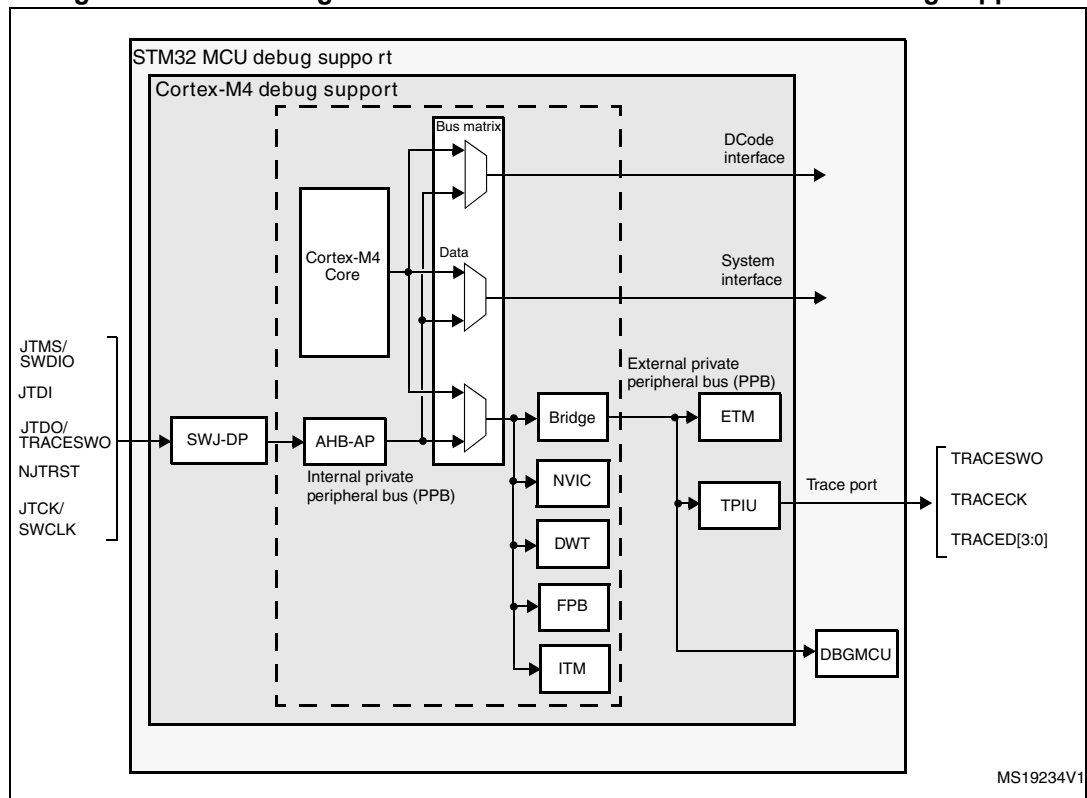 STM32 MCU debug suppo rt
Cortex-M4 debug support
Bus matrix
DCode
interface
Cortex-M4
Core
Data
System
interface
JTMS/
SWDIO
JTDI
JTDO/
TRACESWO
NJTRST
JTCK/
SWCLK
SWJ-DP
AHB-AP
Internal private
peripheral bus (PPB)
External private
peripheral bus (PPB)
Bridge
NVIC
DWT
FPB
ITM
ETM
TPIU
Trace port
TRACESWO
TRACECK
TRACED[3:0]
DBGMCU
MS19234V1